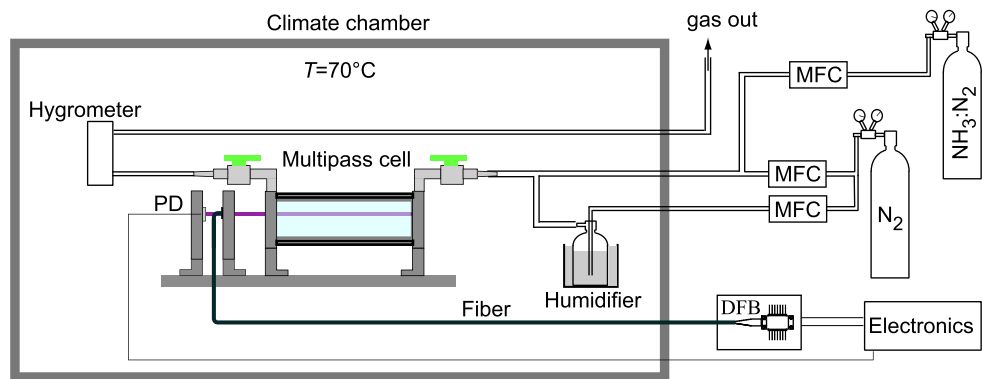 Climate chamber
gas out
T=70°C
MFC
NH₃:N₂
Hygrometer
Multipass cell
MFC
PD
MFC
N₂
Humidifier
Fiber
DFB
Electronics